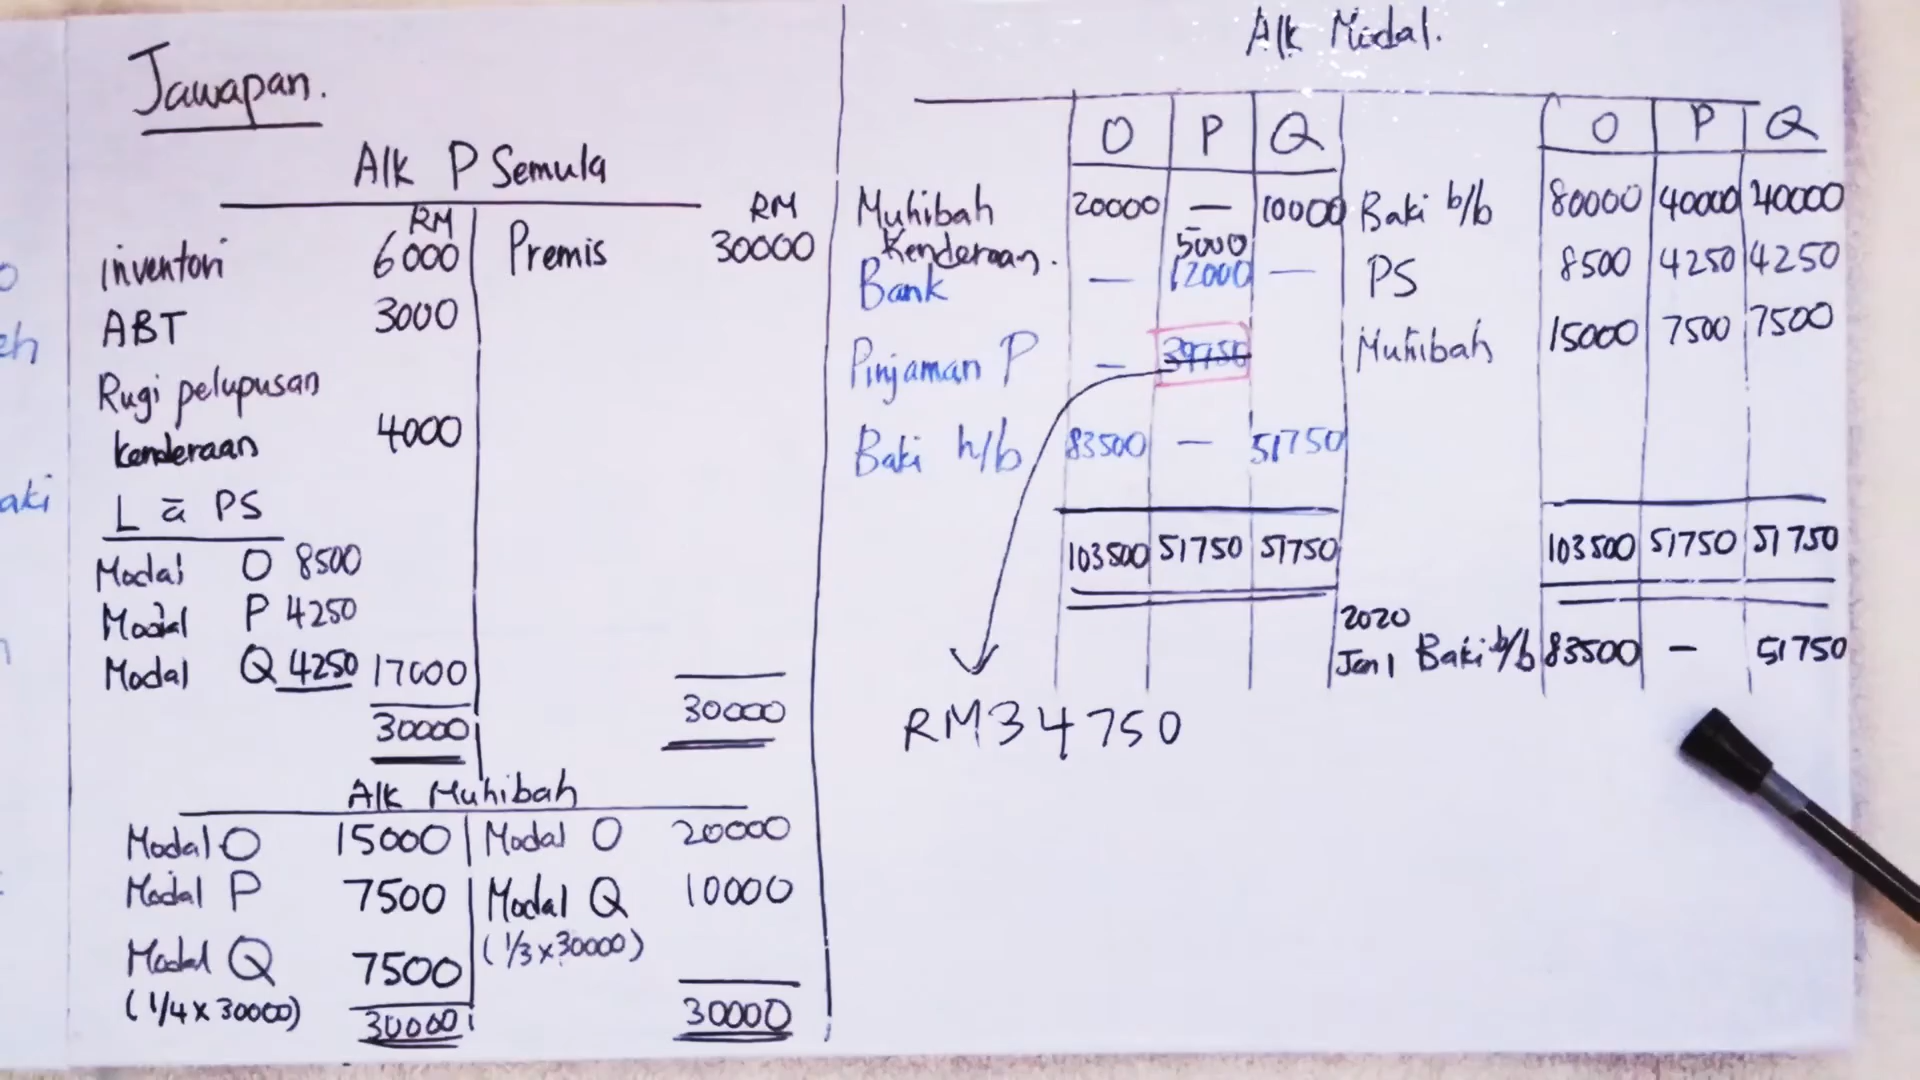 Jawapan.
Alk P Semula
RM RM
inventori 6000 Premis 30000
ABT 3000
Rugi pelupusan
kenderaan 4000
L ā PS
Modal O 8500
Modal P 4250
Modal Q 4250 17000
30000 30000
Alk Muhibah
Modal O 15000 Modal O 20000
Modal P 7500 Modal Q 10000
(1/3 x 30000)
Modal Q 7500
(1/4 x 30000) 30000 30000
Alk Modal.
O P Q O P Q
Muhibah 20000 — 10000 Baki b/b 80000 40000 40000
Kenderaan. 5000
Bank — 12000 — PS 8500 4250 4250
Pinjaman P — 39750 Muhibah 15000 7500 7500
Baki h/b 83500 — 51750
103500 51750 51750 103500 51750 51750
2020
Jan 1 Baki b/b 83500 — 51750
RM34750
eh
aki